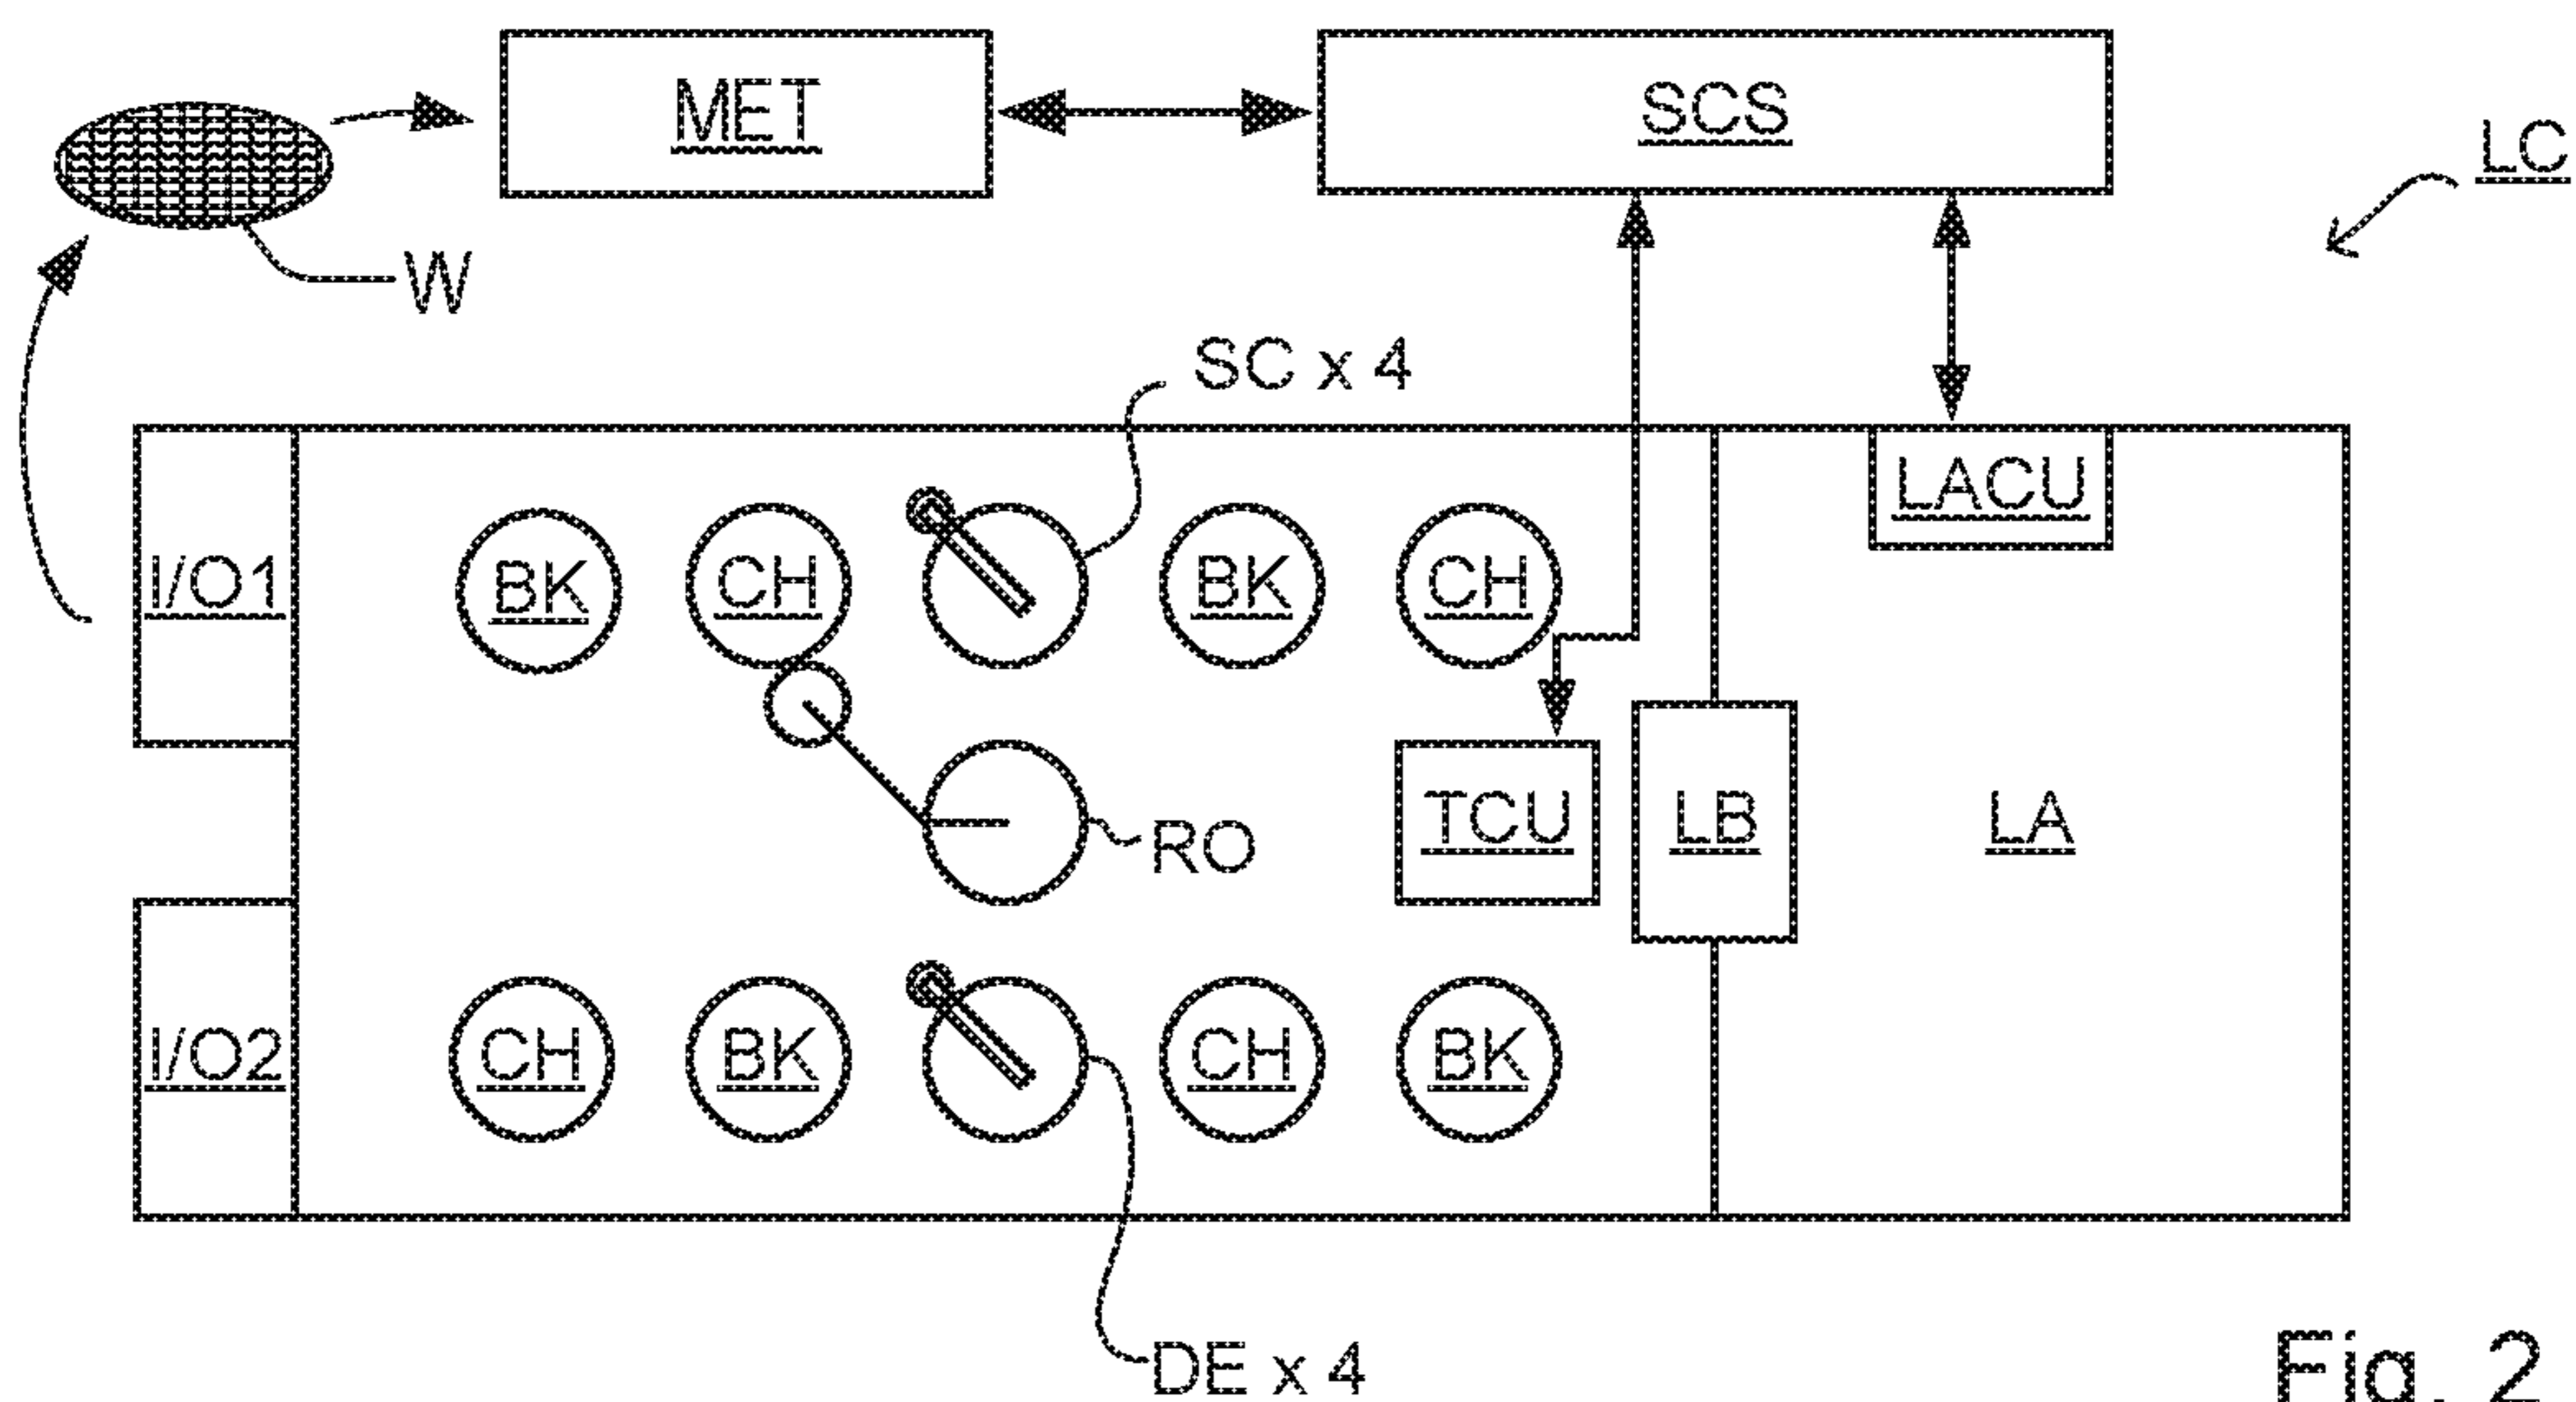 MET
SCS
LC
W
SC x 4
LACU
I/O1
BK
CH
BK
CH
RO
TCU
LB
LA
I/O2
CH
BK
CH
BK
DE x 4
Fig. 2